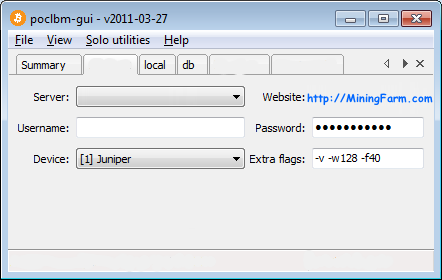 poclbm-gui - v2011-03-27
File View Solo utilities Help
Summary local db
Server: Website: http://MiningFarm.com
Username: Password: ●●●●●●●●●●●
Device: [1] Juniper Extra flags: -v -w128 -f40